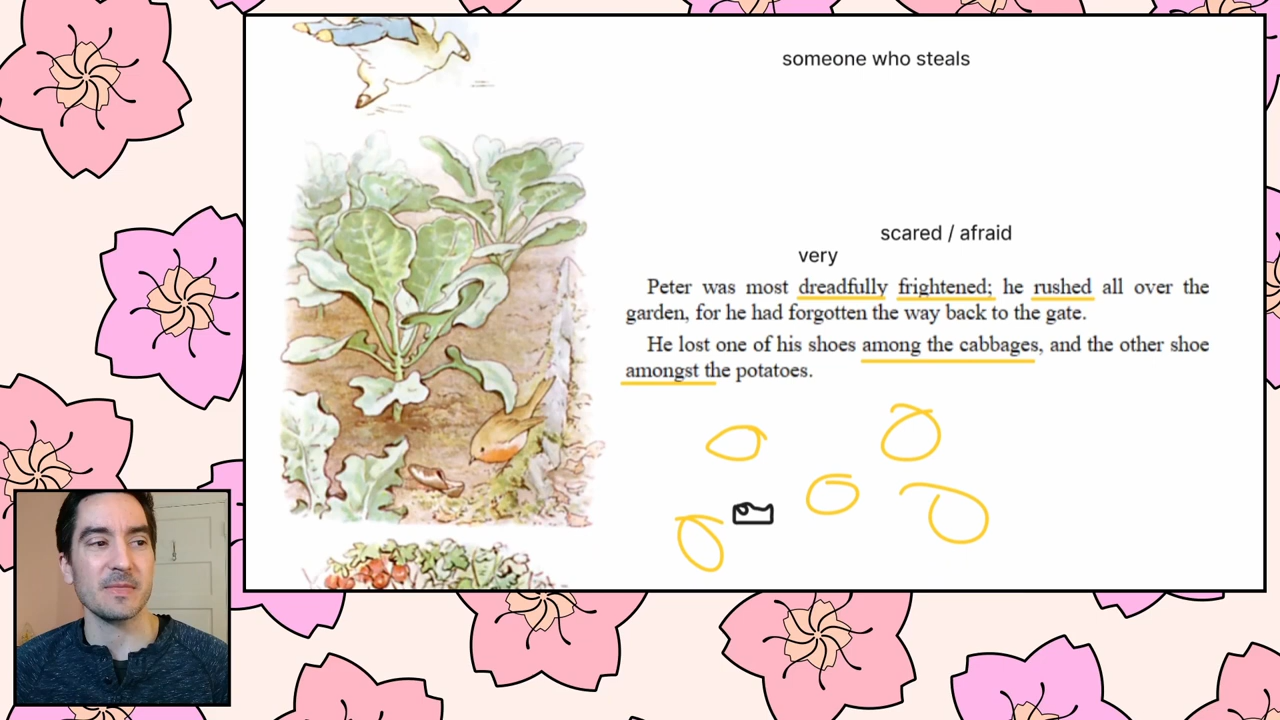 someone who steals
scared / afraid
very
Peter was most dreadfully frightened; he rushed all over the
garden, for he had forgotten the way back to the gate.
He lost one of his shoes among the cabbages, and the other shoe
amongst the potatoes.